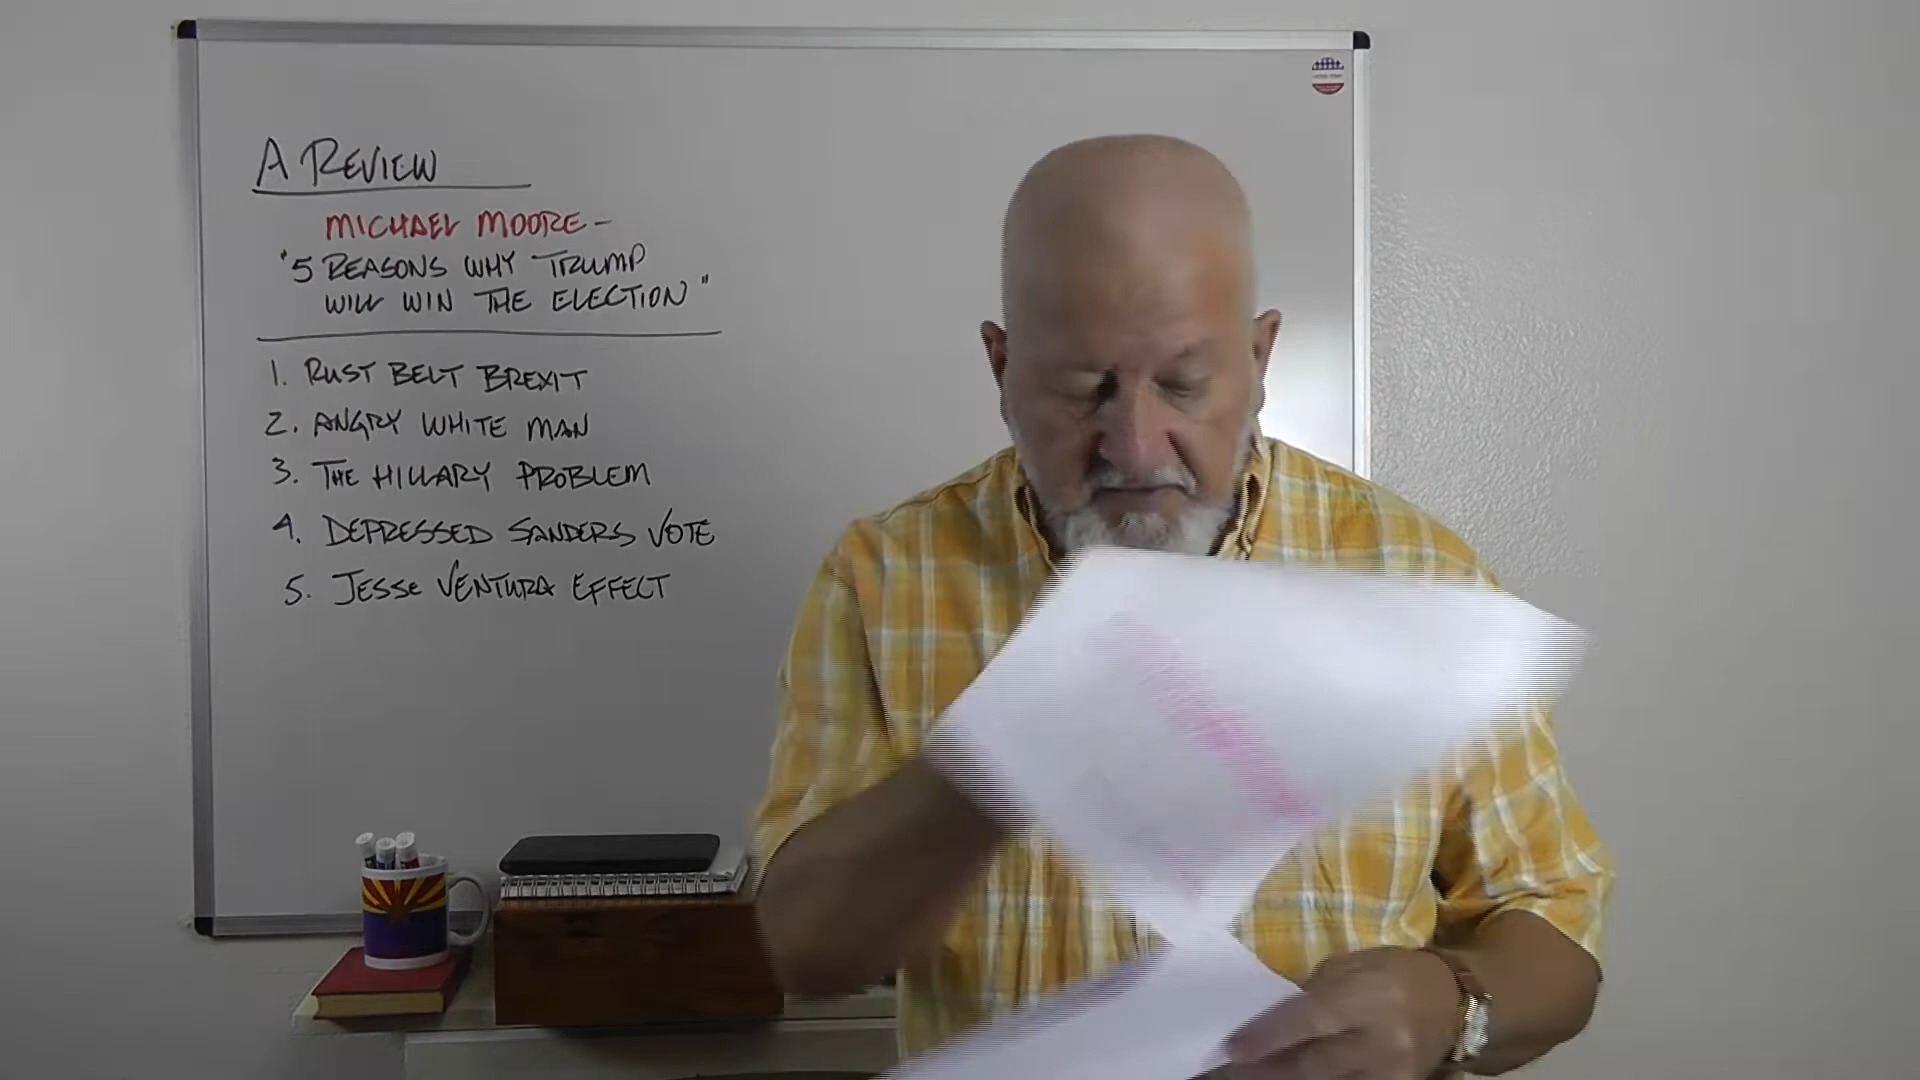 A REVIEW
MICHAEL MOORE-
"5 REASONS WHY TRUMP
WILL WIN THE ELECTION"
1. RUST BELT BREXIT
2. ANGRY WHITE MAN
3. THE HILLARY PROBLEM
4. DEPRESSED SANDERS VOTE
5. JESSE VENTURA EFFECT